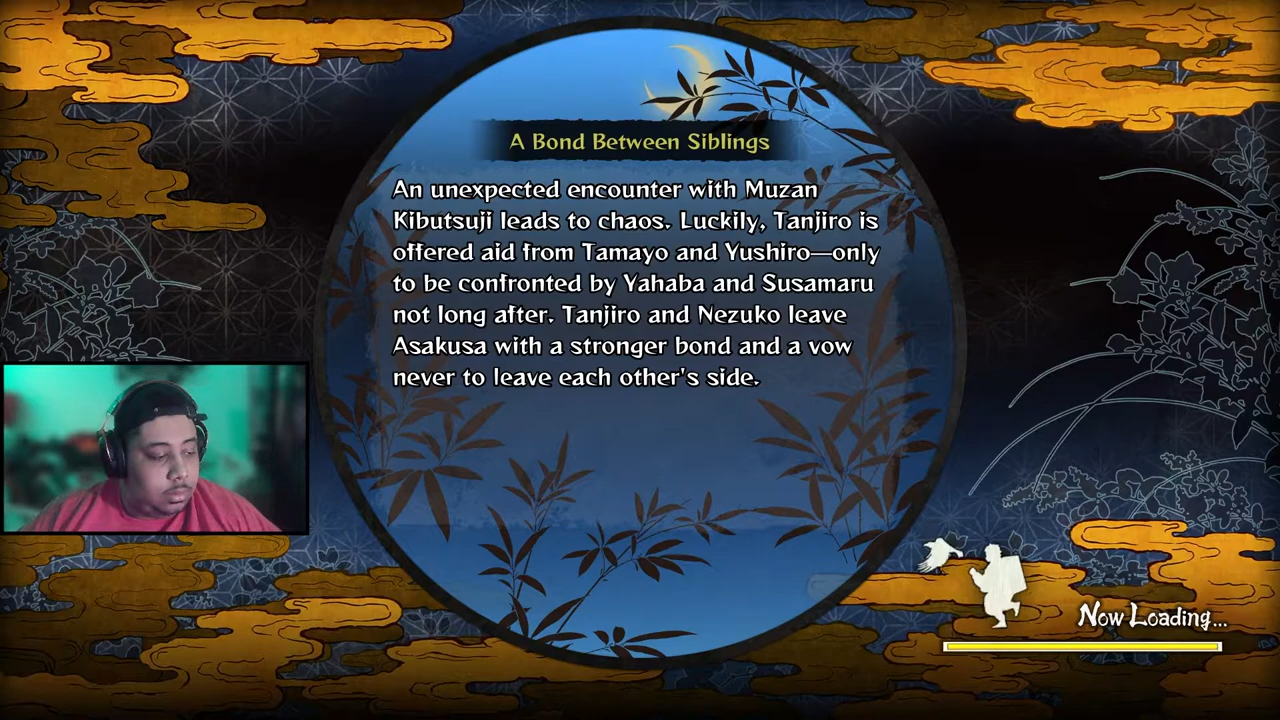 A Bond Between Siblings
An unexpected encounter with Muzan
Kibutsuji leads to chaos. Luckily, Tanjiro is
offered aid from Tamayo and Yushiro—only
to be confronted by Yahaba and Susamaru
not long after. Tanjiro and Nezuko leave
Asakusa with a stronger bond and a vow
never to leave each other's side.
Now Loading...